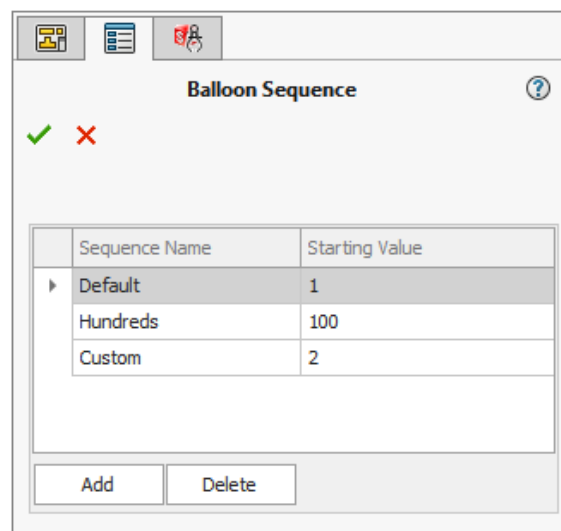 Balloon Sequence
Sequence Name Starting Value
Default 1
Hundreds 100
Custom 2
Add Delete